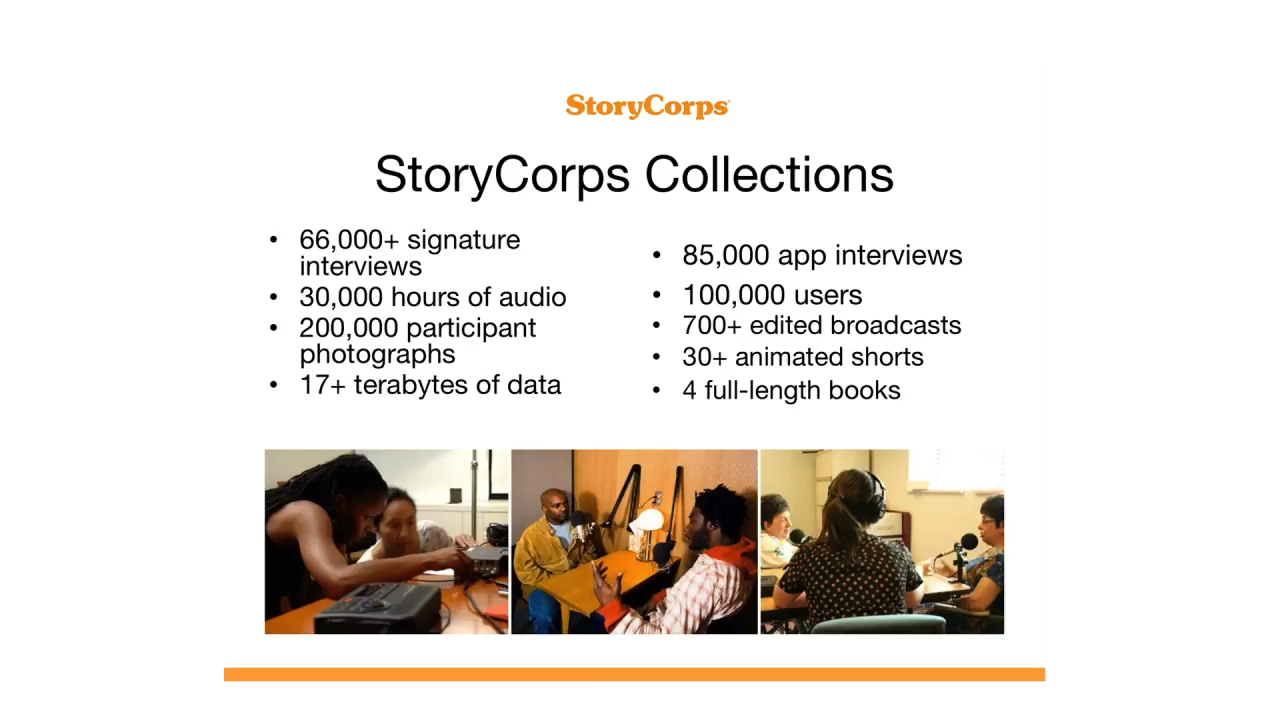 StoryCorps
StoryCorps Collections
• 66,000+ signature
interviews
• 30,000 hours of audio
• 200,000 participant
photographs
• 17+ terabytes of data
• 85,000 app interviews
• 100,000 users
• 700+ edited broadcasts
• 30+ animated shorts
• 4 full-length books